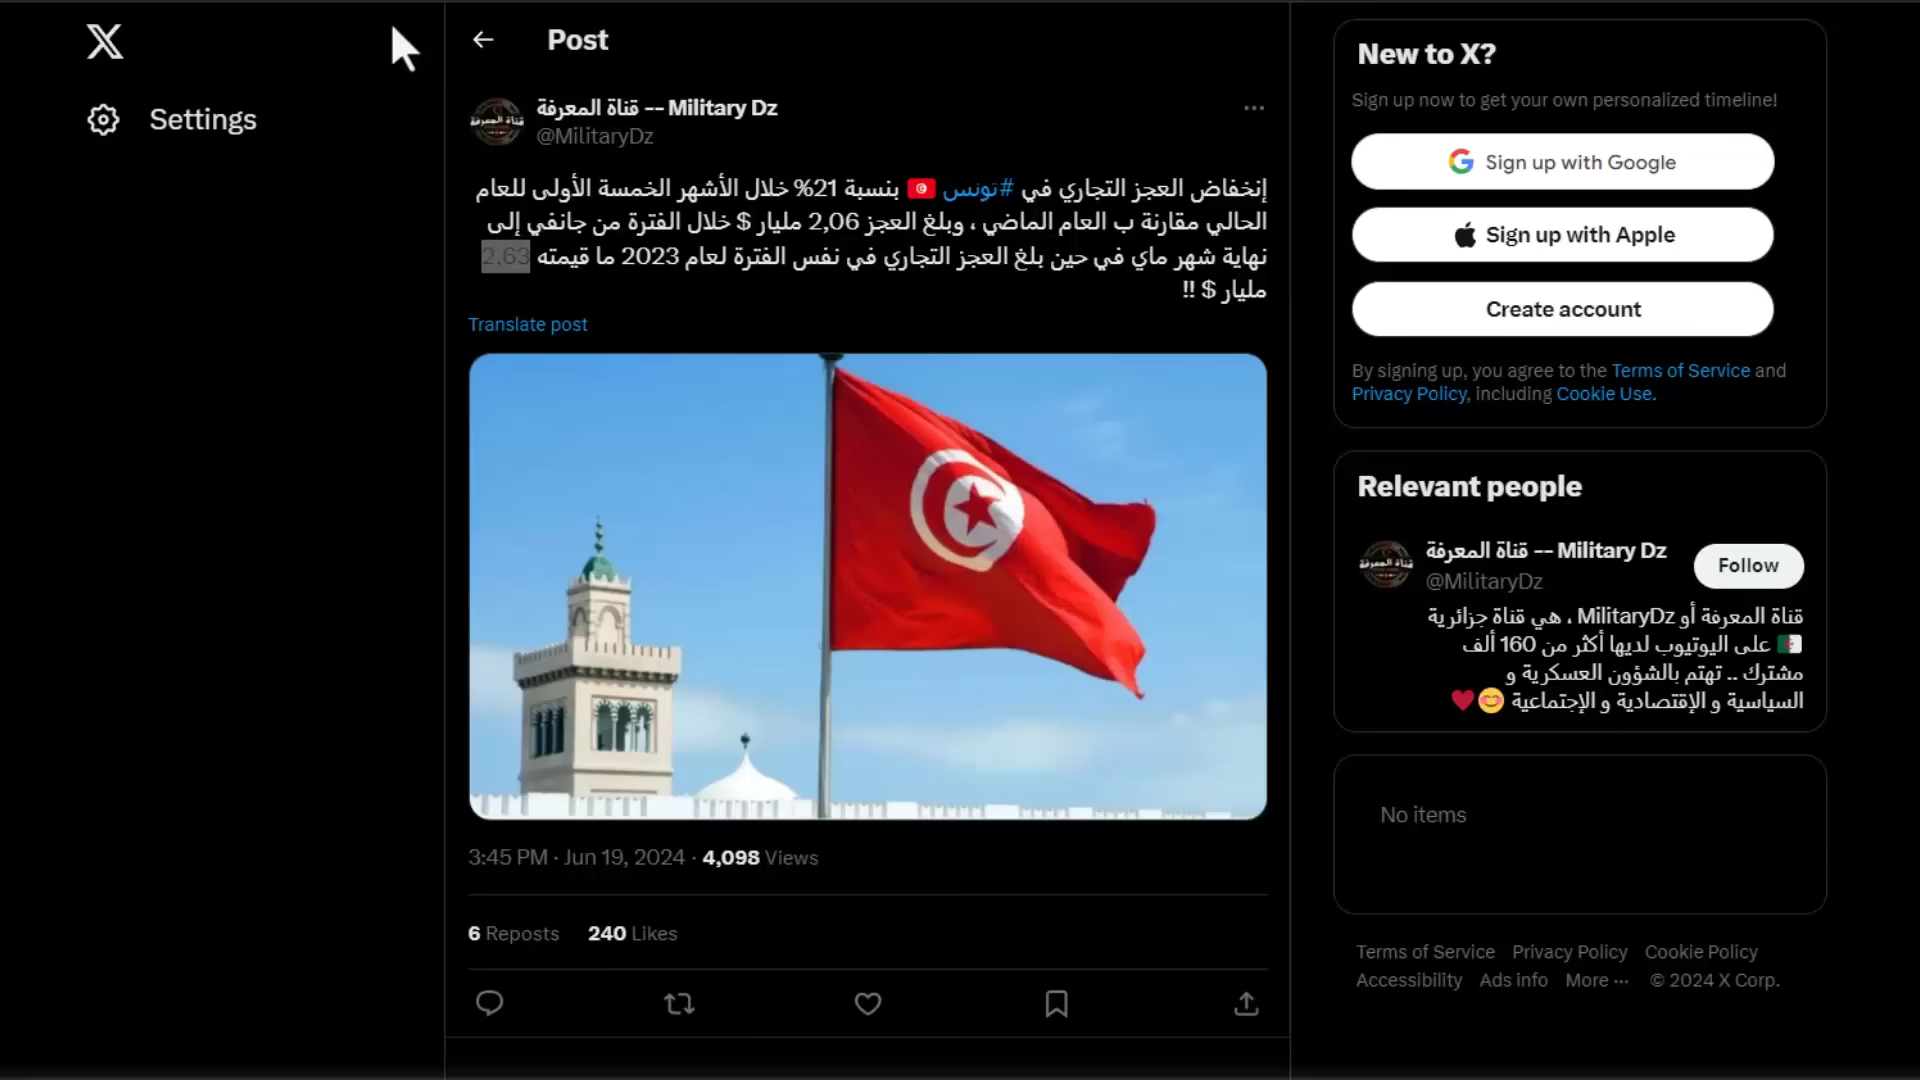 Settings
Post
قناة المعرفة -- Military Dz
@MilitaryDz
إنخفاض العجز التجاري في #تونس 🇹🇳 بنسبة 21% خلال الأشهر الخمسة الأولى للعام
الحالي مقارنة ب العام الماضي ، وبلغ العجز 2,06 مليار $ خلال الفترة من جانفي إلى
نهاية شهر ماي في حين بلغ العجز التجاري في نفس الفترة لعام 2023 ما قيمته 2,63
مليار $ !!
Translate post
3:45 PM · Jun 19, 2024 · 4,098 Views
6 Reposts 240 Likes
New to X?
Sign up now to get your own personalized timeline!
Sign up with Google
Sign up with Apple
Create account
By signing up, you agree to the Terms of Service and
Privacy Policy, including Cookie Use.
Relevant people
قناة المعرفة -- Military Dz
@MilitaryDz
Follow
قناة المعرفة أو MilitaryDz ، هي قناة جزائرية
🇩🇿 على اليوتيوب لديها أكثر من 160 ألف
مشترك .. تهتم بالشؤون العسكرية و
السياسية و الإقتصادية و الإجتماعية 😊♥
No items
Terms of Service Privacy Policy Cookie Policy
Accessibility Ads info More ··· © 2024 X Corp.